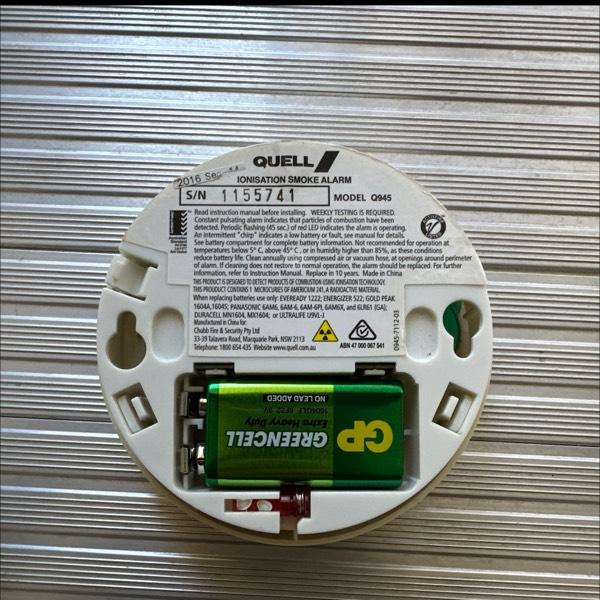 QUELL
2016 Sep
IONISATION SMOKE ALARM
S/N 1155741 MODEL Q945
Read instruction manual before installing. WEEKLY TESTING IS REQUIRED.
Constant pulsating alarm indicates that particles of combustion have been
detected. Periodic flashing (45 sec.) of red LED indicates the alarm is operating.
An intermittent "chirp" indicates a low battery or fault, see manual for details.
See battery compartment for complete battery information. Not recommended for operation at
temperatures below 5° C, above 45° C . or in humidity higher than 85%, as these conditions
reduce battery life. Clean annually using compressed air or vacuum hose, at openings around perimeter
of alarm. If cleaning does not restore to normal operation, the alarm should be replaced. For further
information, refer to Instruction Manual. Replace in 10 years. Made in China
THIS PRODUCT IS DESIGNED TO DETECT PRODUCTS OF COMBUSTION USING IONISATION TECHNOLOGY.
THIS PRODUCT CONTAINS 1 MICROCURIES OF AMERICIUM 241, A RADIOACTIVE MATERIAL.
When replacing batteries use only: EVEREADY 1222; ENERGIZER 522; GOLD PEAK
1604A,1604S; PANASONIC 6AM6, 6AM-6, 6AM-6PI, 6AM6X, and 6LR61 (GA);
DURACELL MN1604, MX1604; or ULTRALIFE U9VL-J
Manufactured in China for:
Chubb Fire & Security Pty Ltd
33-39 Talavera Road, Macquarie Park, NSW 2113
Telephone: 1800 654 435 Website www.quell.com.au
ABN 47 000 067 541
0945-7112-03
GP GREENCELL
Extra Heavy Duty
1604GLF 6F22 9V
NO LEAD ADDED